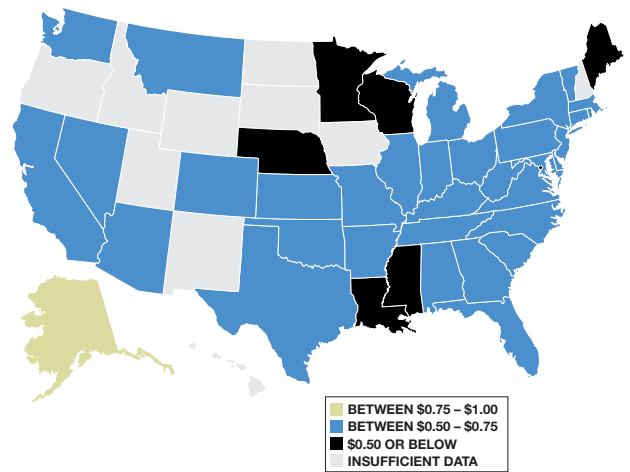 BETWEEN $0.75 – $1.00
BETWEEN $0.50 – $0.75
$0.50 OR BELOW
INSUFFICIENT DATA